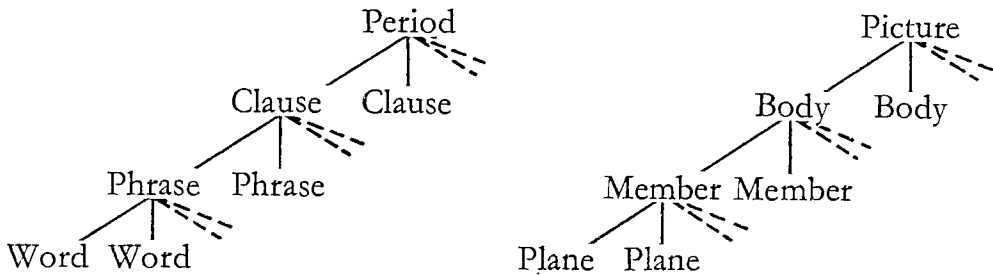 Period Picture
Clause Clause Body Body
Phrase Phrase Member Member
Word Word Plane Plane